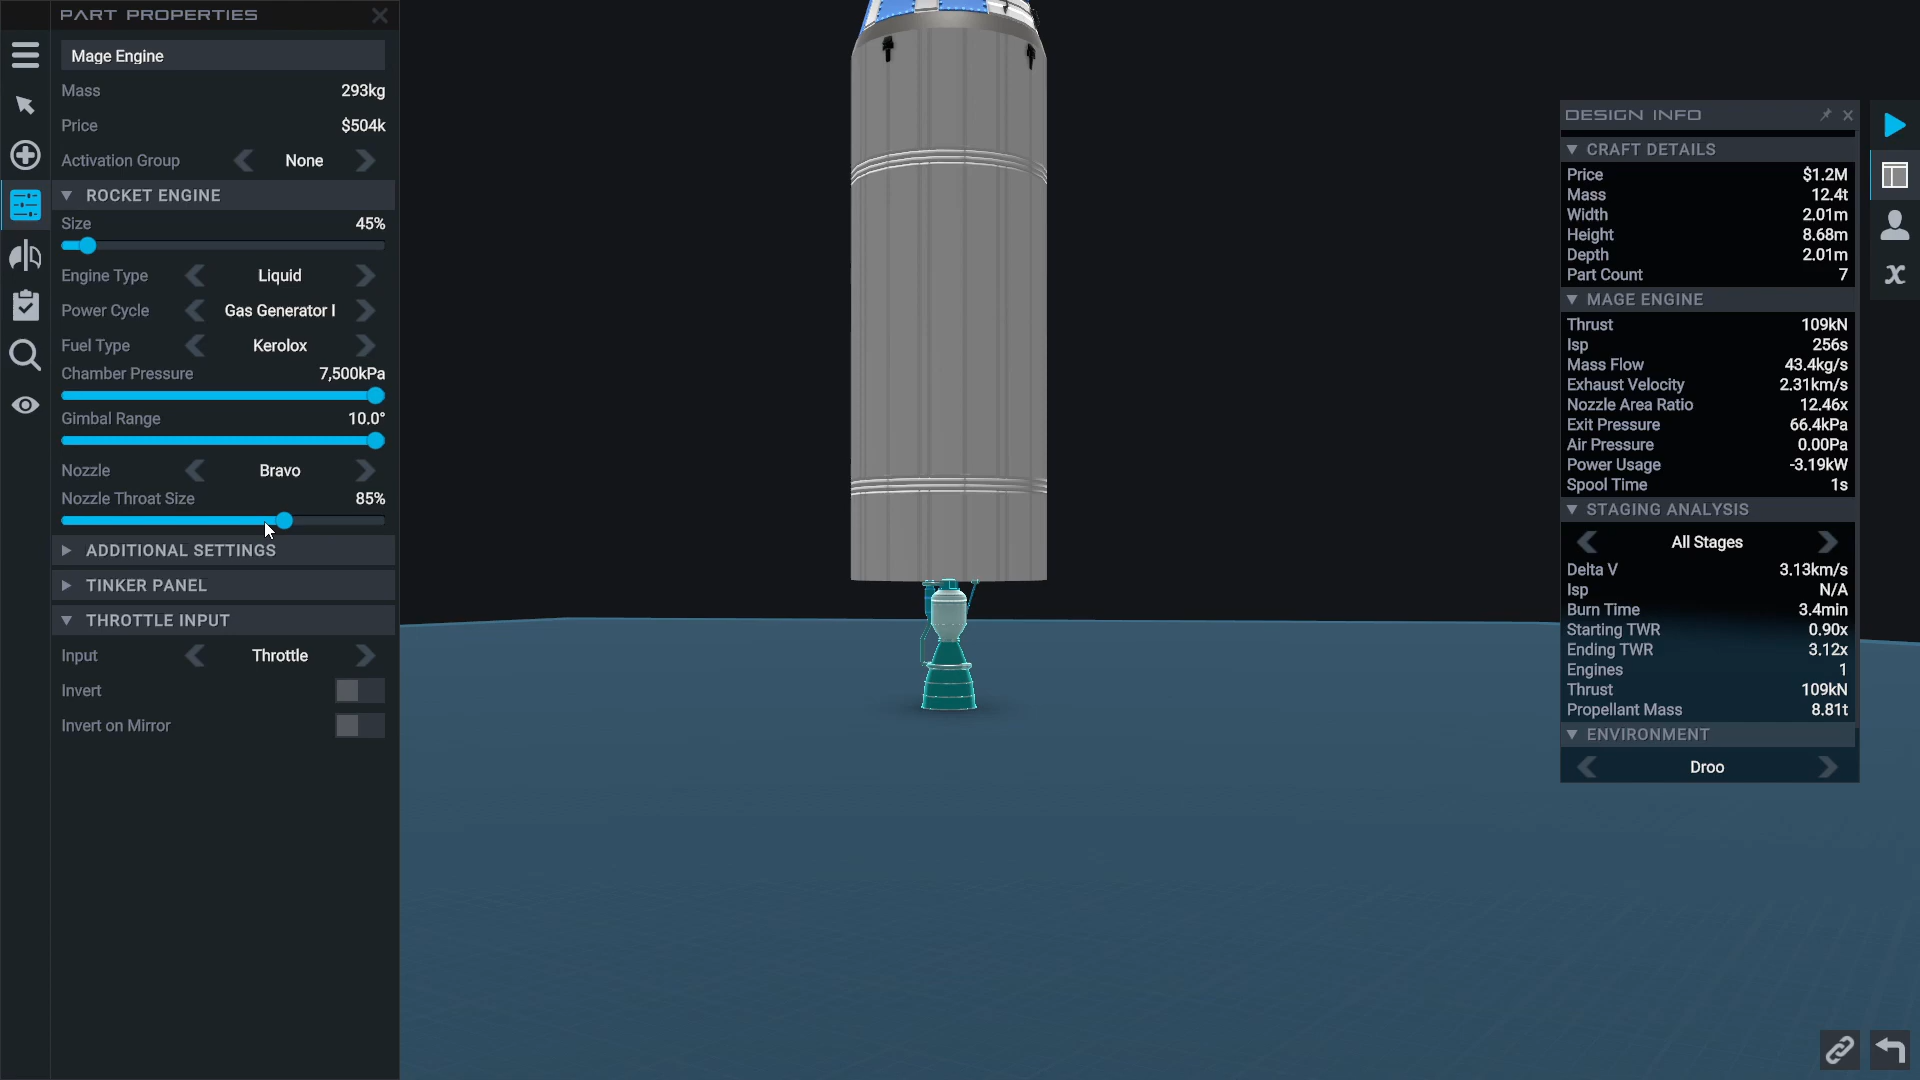 PART PROPERTIES
Mage Engine
Mass 293kg
Price $504k
Activation Group None
ROCKET ENGINE
Size 45%
Engine Type Liquid
Power Cycle Gas Generator I
Fuel Type Kerolox
Chamber Pressure 7,500kPa
Gimbal Range 10.0°
Nozzle Bravo
Nozzle Throat Size 85%
ADDITIONAL SETTINGS
TINKER PANEL
THROTTLE INPUT
Input Throttle
Invert
Invert on Mirror
DESIGN INFO
CRAFT DETAILS
Price $1.2M
Mass 12.4t
Width 2.01m
Height 8.68m
Depth 2.01m
Part Count 7
MAGE ENGINE
Thrust 109kN
Isp 256s
Mass Flow 43.4kg/s
Exhaust Velocity 2.31km/s
Nozzle Area Ratio 12.46x
Exit Pressure 66.4kPa
Air Pressure 0.00Pa
Power Usage -3.19kW
Spool Time 1s
STAGING ANALYSIS
All Stages
Delta V 3.13km/s
Isp N/A
Burn Time 3.4min
Starting TWR 0.90x
Ending TWR 3.12x
Engines 1
Thrust 109kN
Propellant Mass 8.81t
ENVIRONMENT
Droo